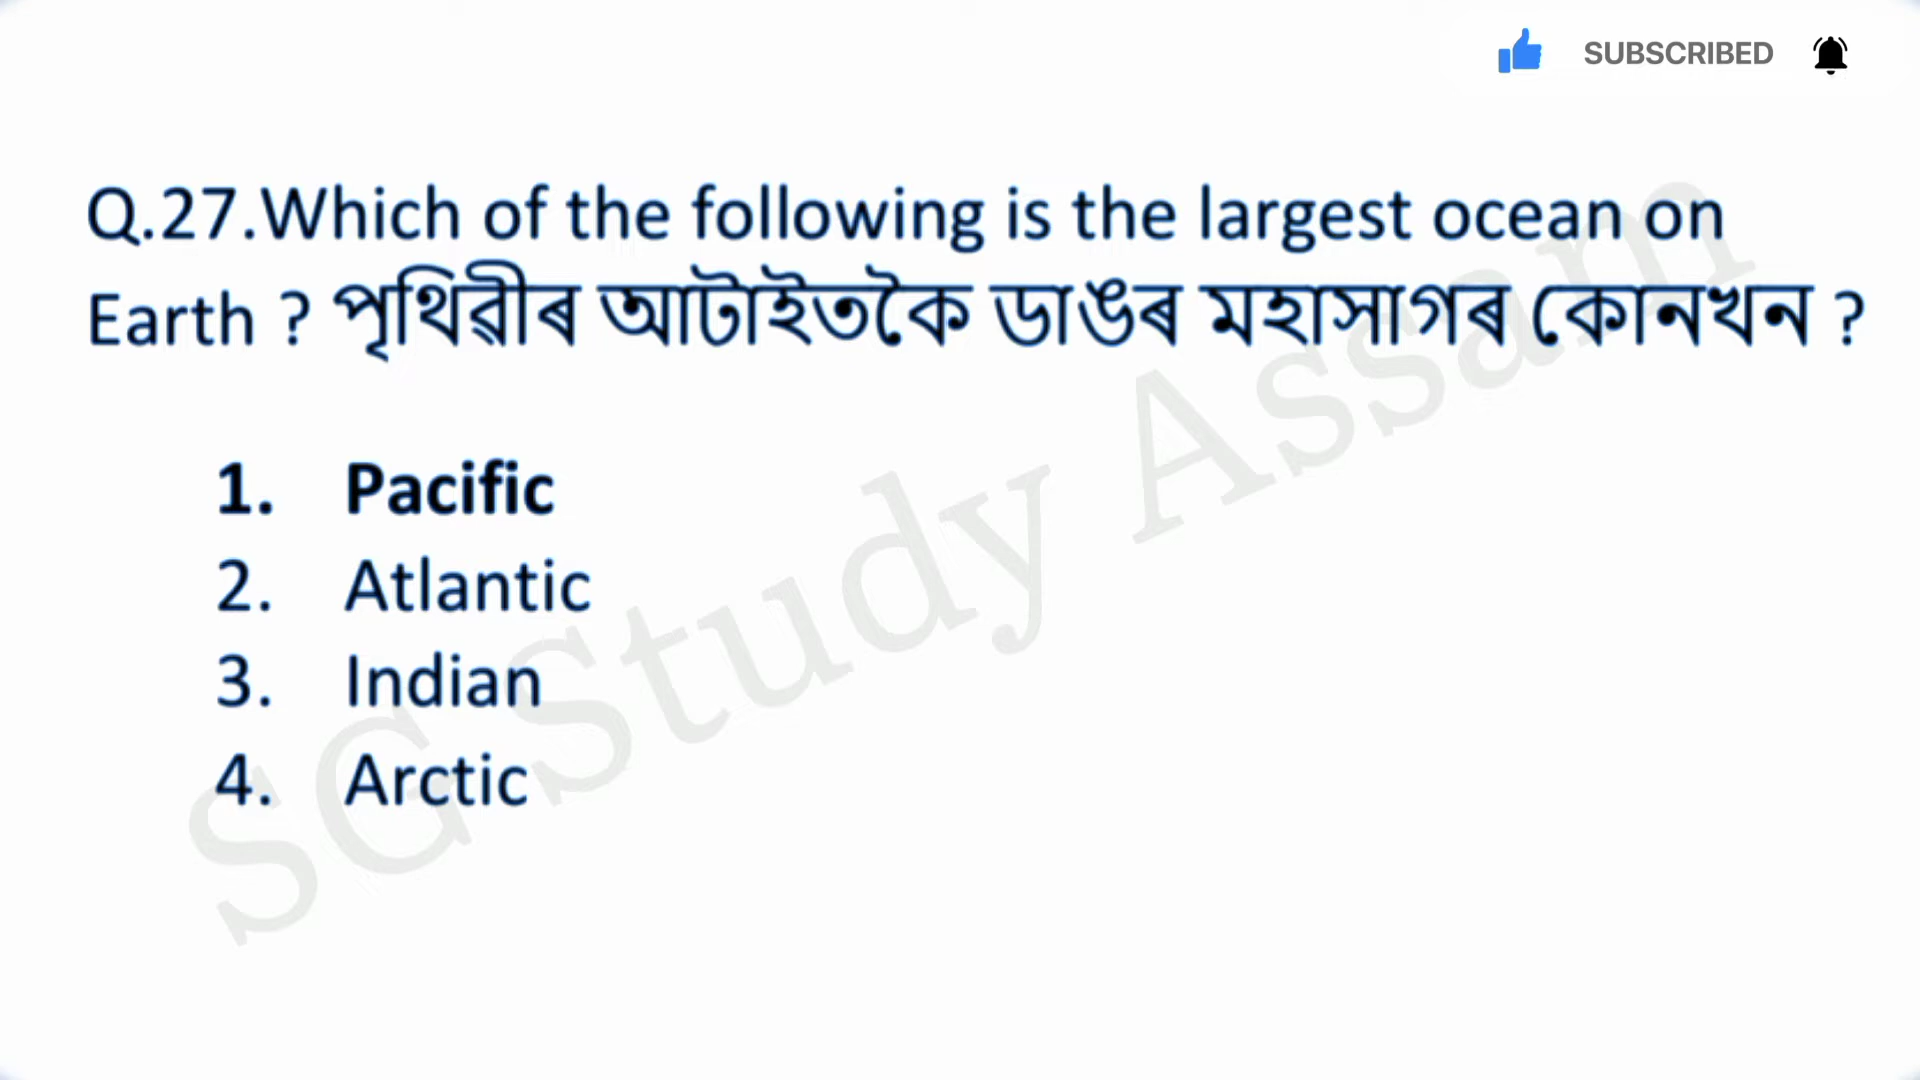 SUBSCRIBED
Q.27.Which of the following is the largest ocean on
Earth ? পৃথিৱীৰ আটাইতকৈ ডাঙৰ মহাসাগৰ কোনখন ?
1. Pacific
2. Atlantic
3. Indian
4. Arctic
SG Study Assam